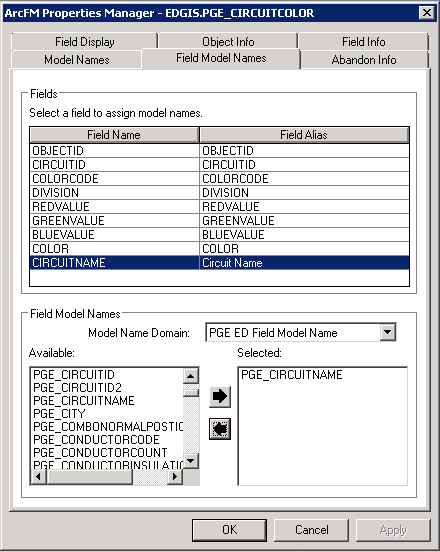 ArcFM Properties Manager - EDGIS.PGE_CIRCUITCOLOR
Field Display Object Info Field Info
Model Names Field Model Names Abandon Info
Fields
Select a field to assign model names.
Field Name Field Alias
OBJECTID OBJECTID
CIRCUITID CIRCUITID
COLORCODE COLORCODE
DIVISION DIVISION
REDVALUE REDVALUE
GREENVALUE GREENVALUE
BLUEVALUE BLUEVALUE
COLOR COLOR
CIRCUITNAME Circuit Name
Field Model Names
Model Name Domain: PGE ED Field Model Name
Available: Selected:
PGE_CIRCUITID PGE_CIRCUITNAME
PGE_CIRCUITID2
PGE_CIRCUITNAME
PGE_CITY
PGE_COMBONORMALPOSTIC
PGE_CONDUCTORCODE
PGE_CONDUCTORCOUNT
PGE_CONDUCTORINSULATIO
OK Cancel Apply